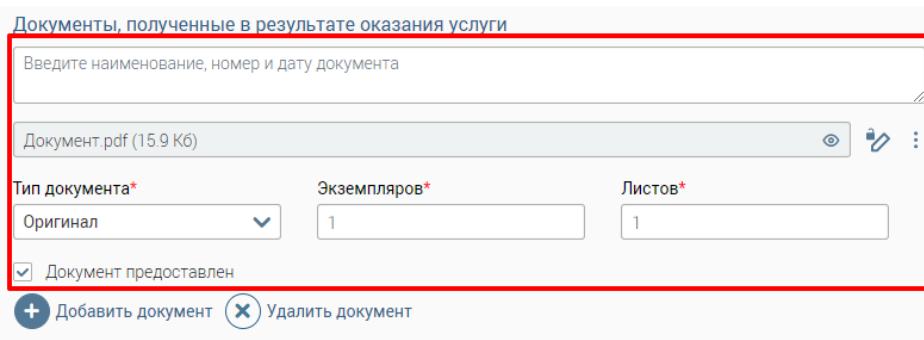 Документы, полученные в результате оказания услуги
Введите наименование, номер и дату документа
Документ.pdf (15.9 Кб)
Тип документа* Экземпляров* Листов*
Оригинал 1 1
Документ предоставлен
Добавить документ Удалить документ